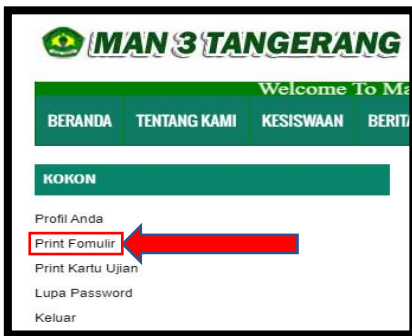 MAN 3 TANGERANG
Welcome To Ma
BERANDA TENTANG KAMI KESISWAAN BERITA
KOKON
Profil Anda
Print Fomulir
Print Kartu Ujian
Lupa Password
Keluar